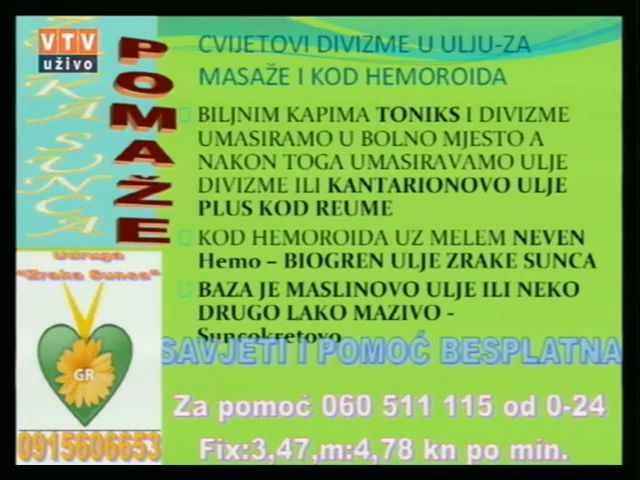 VTV
uživo
ZRAKA SUNCA
POMAŽE
CVIJETOVI DIVIZME U ULJU-ZA
MASAŽE I KOD HEMOROIDA
BILJNIM KAPIMA TONIKS I DIVIZME
UMASIRAMO U BOLNO MJESTO A
NAKON TOGA UMASIRAVAMO ULJE
DIVIZME ILI KANTARIONOVO ULJE
PLUS KOD REUME
KOD HEMOROIDA UZ MELEM NEVEN
Hemo – BIOGREN ULJE ZRAKE SUNCA
BAZA JE MASLINOVO ULJE ILI NEKO
DRUGO LAKO MAZIVO -
Suncokretovo
Udruga
"Zraka Sunca"
GR
0915606653
SAVJETI I POMOĆ BESPLATNA
Za pomoć 060 511 115 od 0-24
Fix:3,47,m:4,78 kn po min.